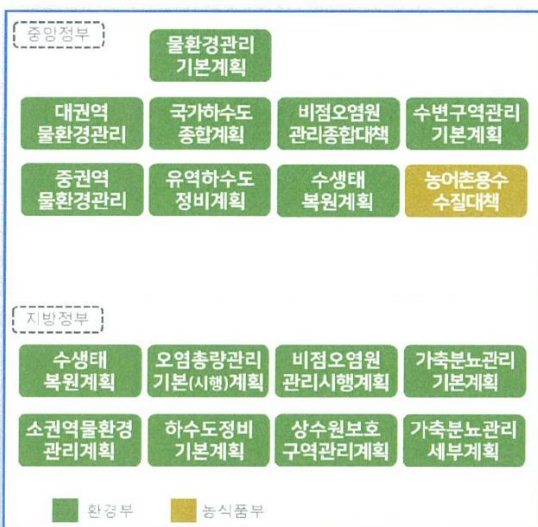 중앙정부
물환경관리
기본계획
대권역
물환경관리
국가하수도
종합계획
비점오염원
관리종합대책
수변구역관리
기본계획
중권역
물환경관리
유역하수도
정비계획
수생태
복원계획
농어촌용수
수질대책
지방정부
수생태
복원계획
오염총량관리
기본(시행)계획
비점오염원
관리시행계획
가축분뇨관리
기본계획
소권역물환경
관리계획
하수도정비
기본계획
상수원보호
구역관리계획
가축분뇨관리
세부계획
환경부
농식품부